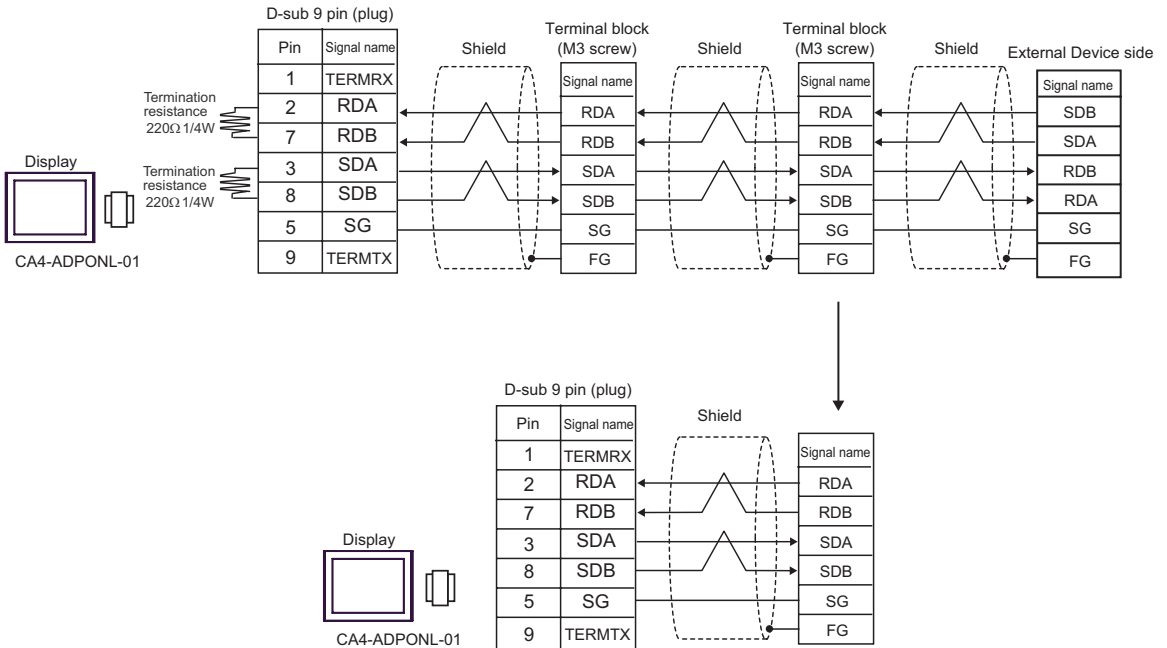 D-sub 9 pin (plug)
Pin Signal name
1 TERMRX
2 RDA
7 RDB
3 SDA
8 SDB
5 SG
9 TERMTX
Termination
resistance
220Ω 1/4W
Termination
resistance
220Ω 1/4W
Display
CA4-ADPONL-01
Shield
Terminal block
(M3 screw)
Signal name
RDA
RDB
SDA
SDB
SG
FG
Shield
Terminal block
(M3 screw)
Signal name
RDA
RDB
SDA
SDB
SG
FG
Shield
External Device side
Signal name
SDB
SDA
RDB
RDA
SG
FG
D-sub 9 pin (plug)
Pin Signal name
1 TERMRX
2 RDA
7 RDB
3 SDA
8 SDB
5 SG
9 TERMTX
Display
CA4-ADPONL-01
Shield
Signal name
RDA
RDB
SDA
SDB
SG
FG